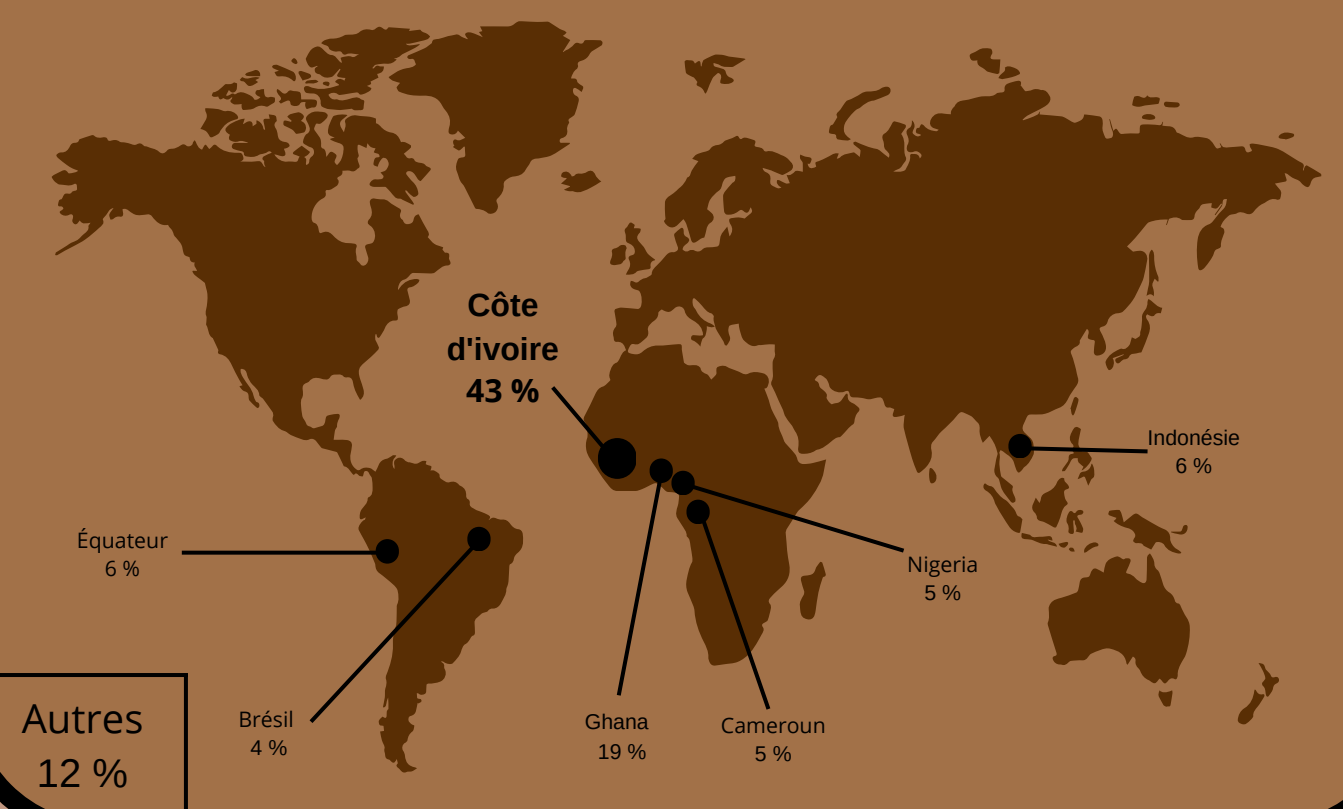 Côte
d'ivoire
43 %
Indonésie
6 %
Équateur
6 %
Nigeria
5 %
Brésil
4 %
Ghana
19 %
Cameroun
5 %
Autres
12 %